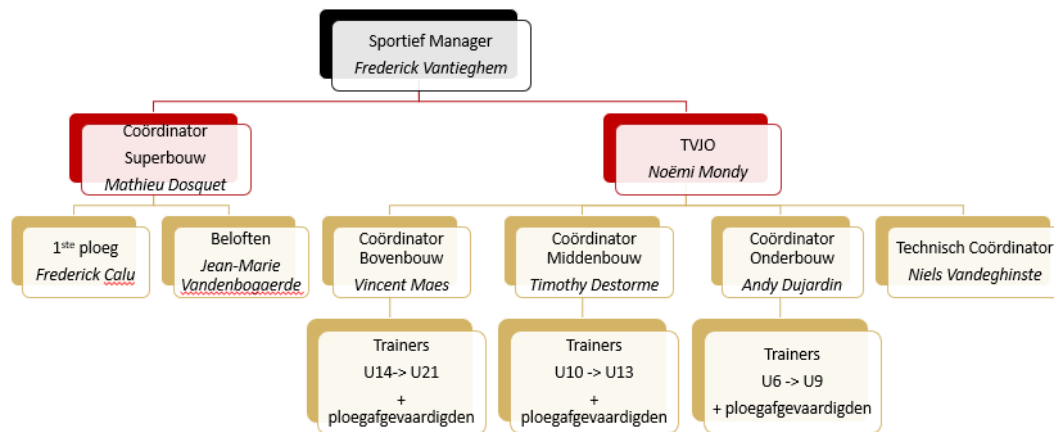 Sportief Manager
Frederick Vantieghem
Coördinator
Superbouw
Mathieu Dosquet
TVJO
Noëmi Mondy
1ste ploeg
Frederick Calu
Beloften
Jean-Marie
Vandenbogaerde
Coördinator
Bovenbouw
Vincent Maes
Coördinator
Middenbouw
Timothy Destorme
Coördinator
Onderbouw
Andy Dujardin
Technisch Coördinator
Niels Vandeghinste
Trainers
U14-> U21
+
ploegafgevaardigden
Trainers
U10 -> U13
+
ploegafgevaardigden
Trainers
U6 -> U9
+ ploegafgevaardigden